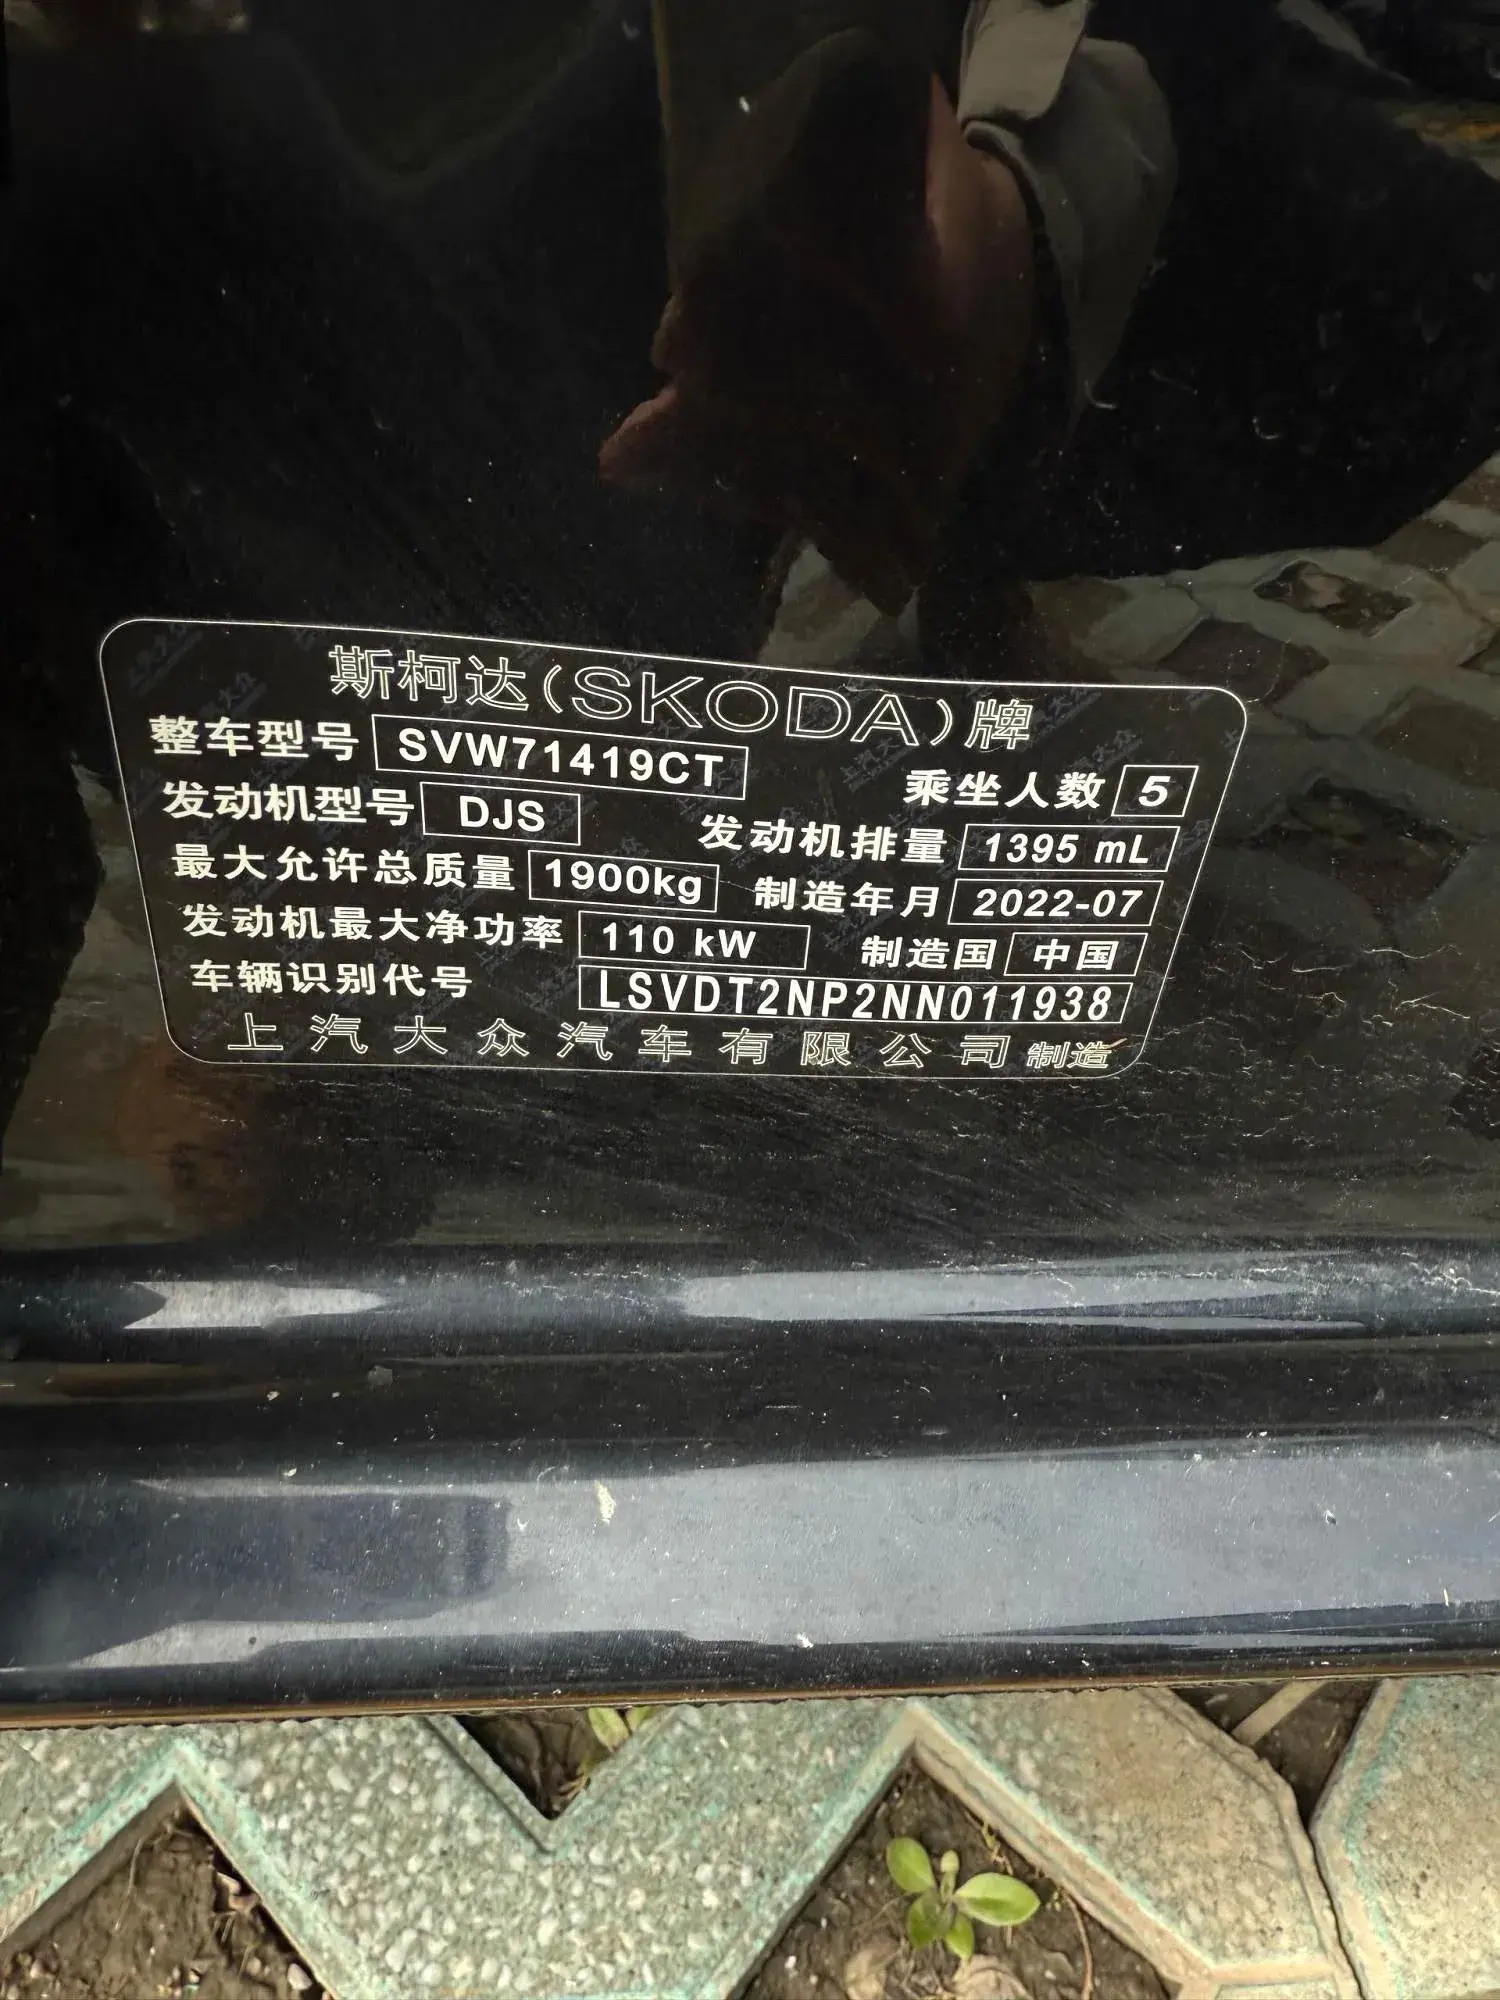 斯柯达(SKODA)牌
整车型号 SVW71419CT 乘坐人数 5
发动机型号 DJS 发动机排量 1395 mL
最大允许总质量 1900kg 制造年月 2022-07
发动机最大净功率 110 kW 制造国 中国
车辆识别代号 LSVDT2NP2NN011938
上汽大众汽车有限公司制造